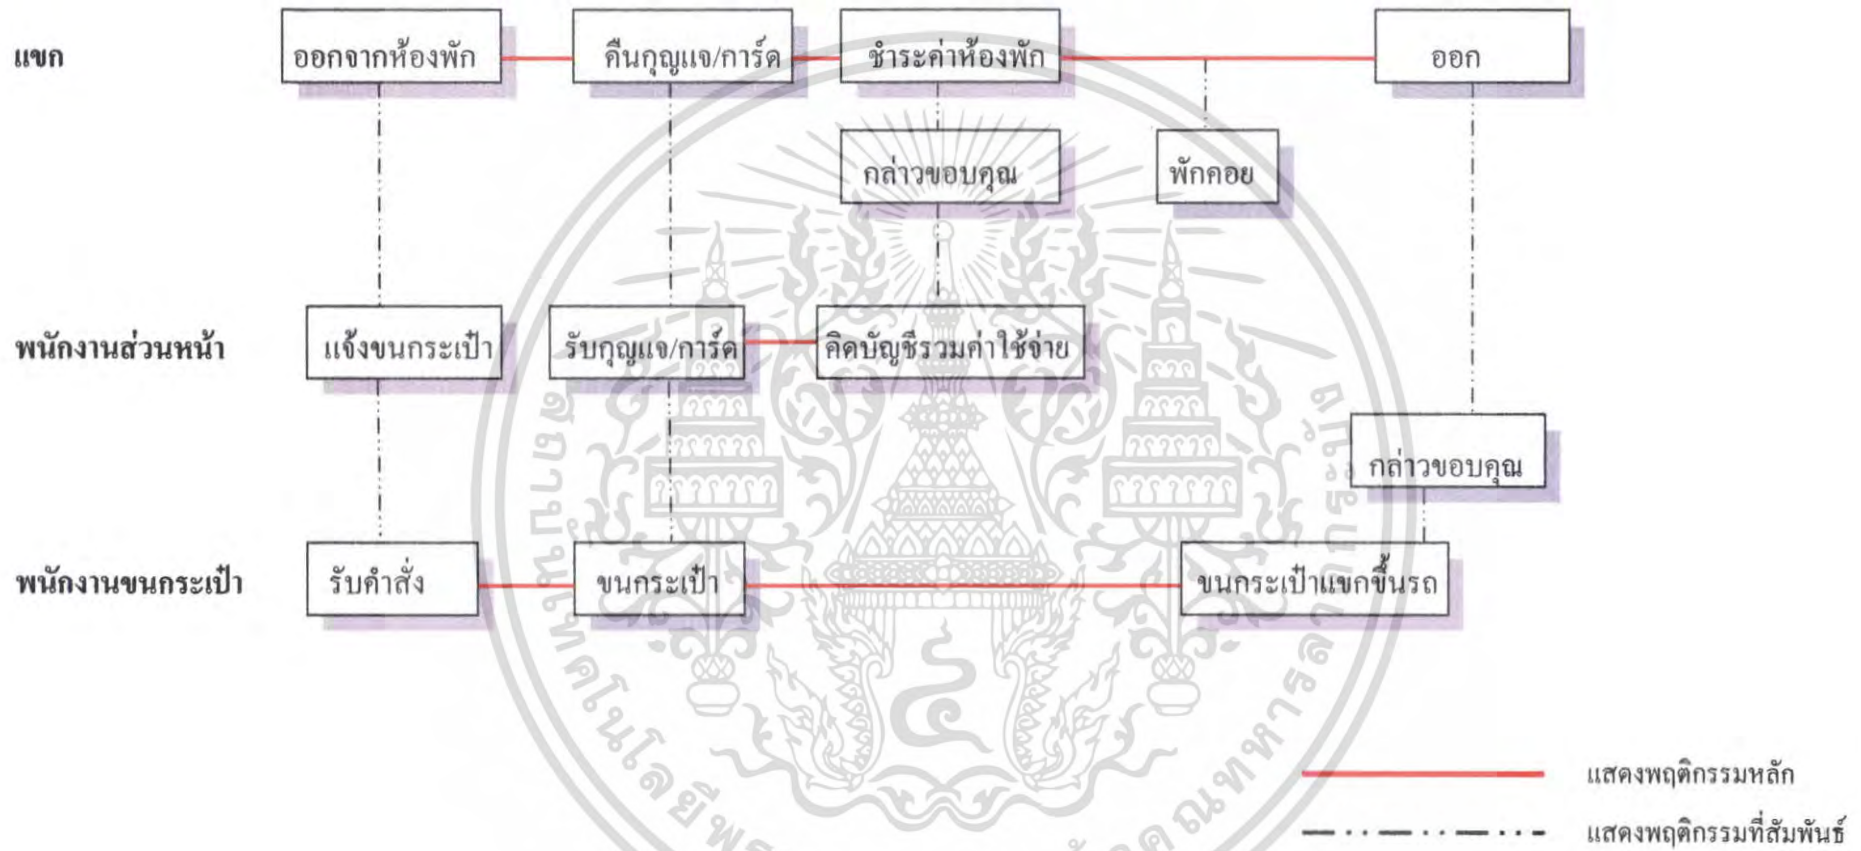 แขก
ออกจากห้องพัก
คืนกุญแจ/การ์ด
ชำระค่าห้องพัก
ออก
กล่าวขอบคุณ
พักคอย
พนักงานส่วนหน้า
แจ้งขนกระเป๋า
รับกุญแจ/การ์ด
คิดบัญชีรวมค่าใช้จ่าย
กล่าวขอบคุณ
พนักงานขนกระเป๋า
รับคำสั่ง
ขนกระเป๋า
ขนกระเป๋าแขกขึ้นรถ
แสดงพฤติกรรมหลัก
แสดงพฤติกรรมที่สัมพันธ์